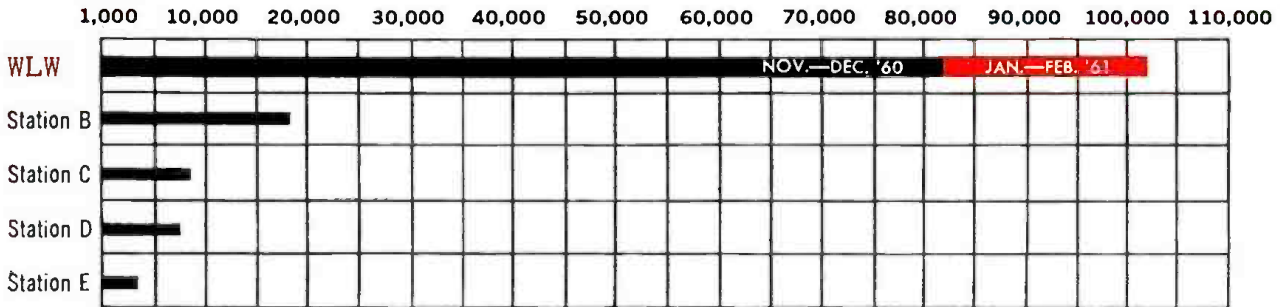 1,000 10,000 20,000 30,000 40,000 50,000 60,000 70,000 80,000 90,000 100,000 110,000
WLW NOV.—DEC. '60 JAN.—FEB. '61
Station B
Station C
Station D
Station E